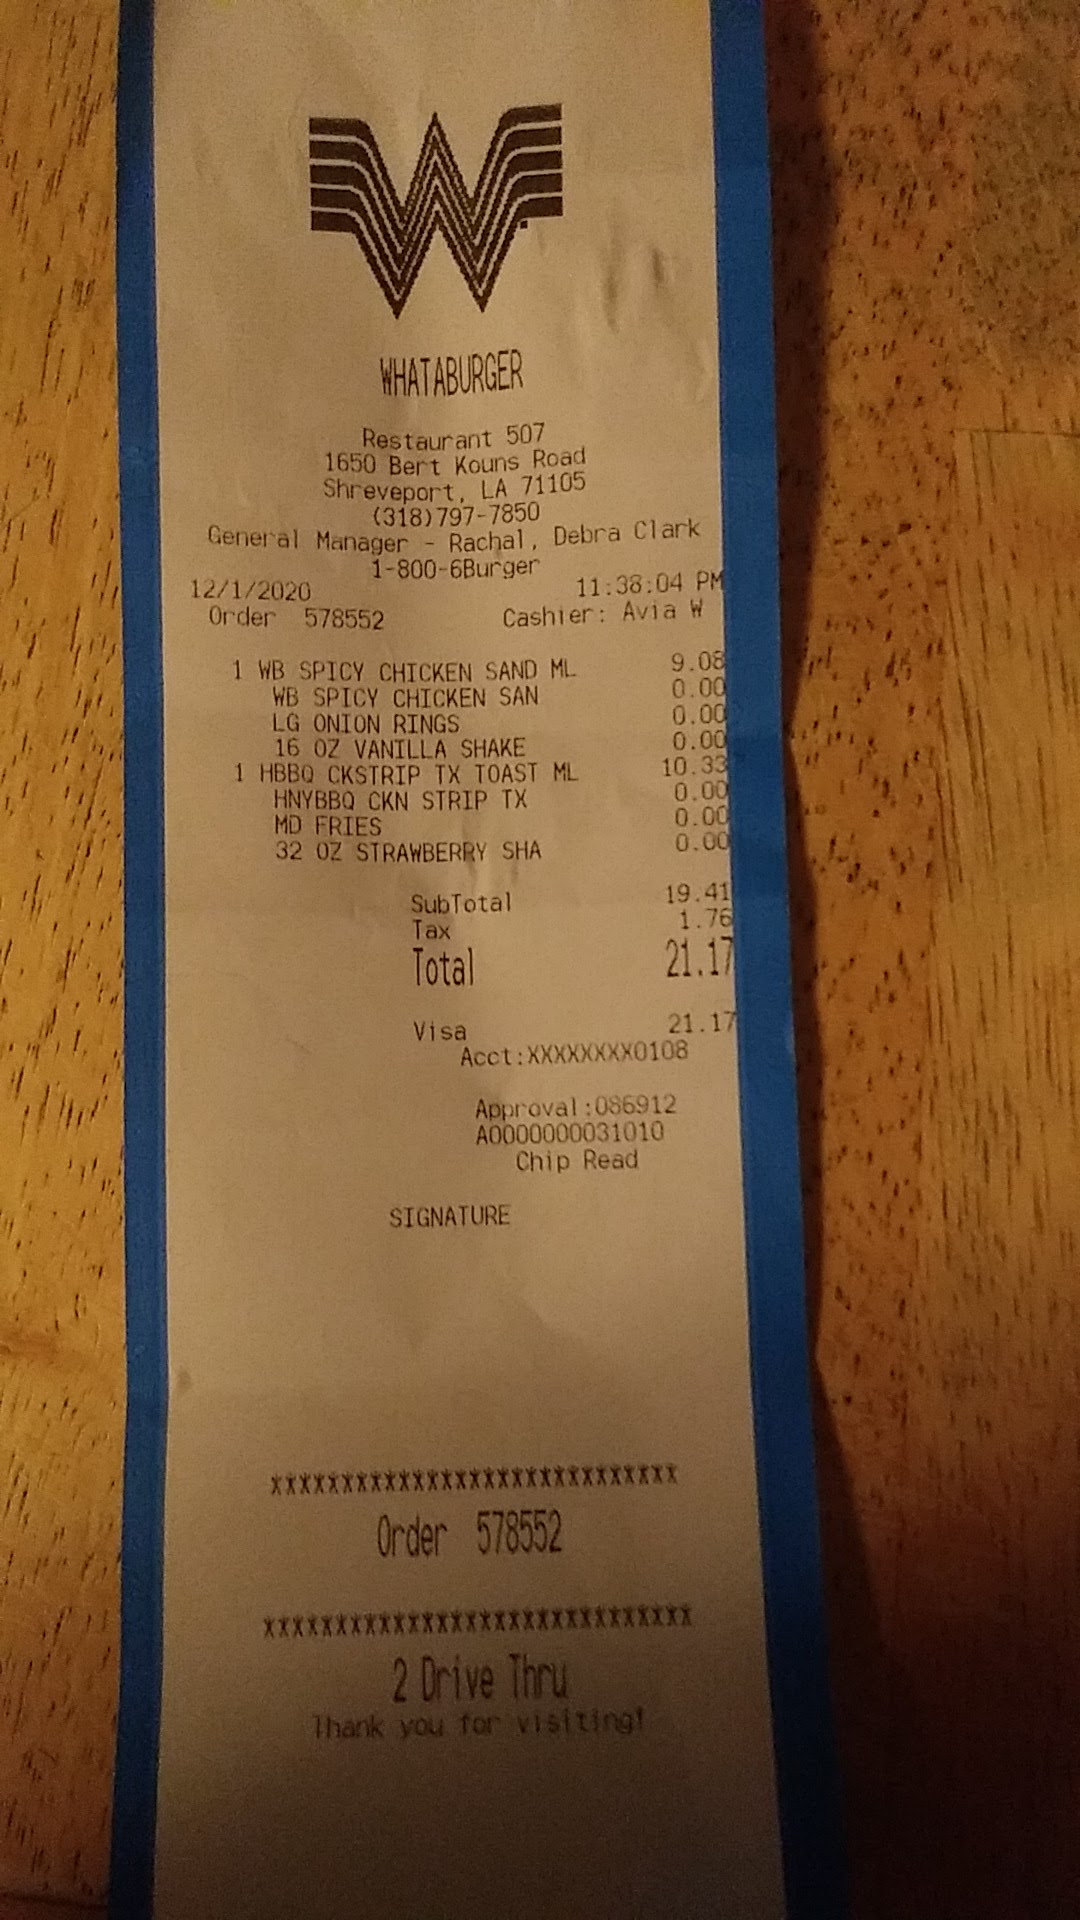 W
WHATABURGER
Restaurant 507
1650 Bert Kouns Road
Shreveport, LA 71105
(318)797-7850
General Manager - Rachal, Debra Clark
1-800-6Burger
12/1/2020 11:38:04 PM
Order 578552 Cashier: Avia W
1 WB SPICY CHICKEN SAND ML 9.08
WB SPICY CHICKEN SAN 0.00
LG ONION RINGS 0.00
16 OZ VANILLA SHAKE 0.00
1 HBBQ CKSTRIP TX TOAST ML 10.33
HNYBBQ CKN STRIP TX 0.00
MD FRIES 0.00
32 OZ STRAWBERRY SHA 0.00
SubTotal 19.41
Tax 1.76
Total 21.17
Visa 21.17
Acct:XXXXXXXX0108
Approval:086912
A0000000031010
Chip Read
SIGNATURE
Order 578552
2 Drive Thru
Thank you for visiting!